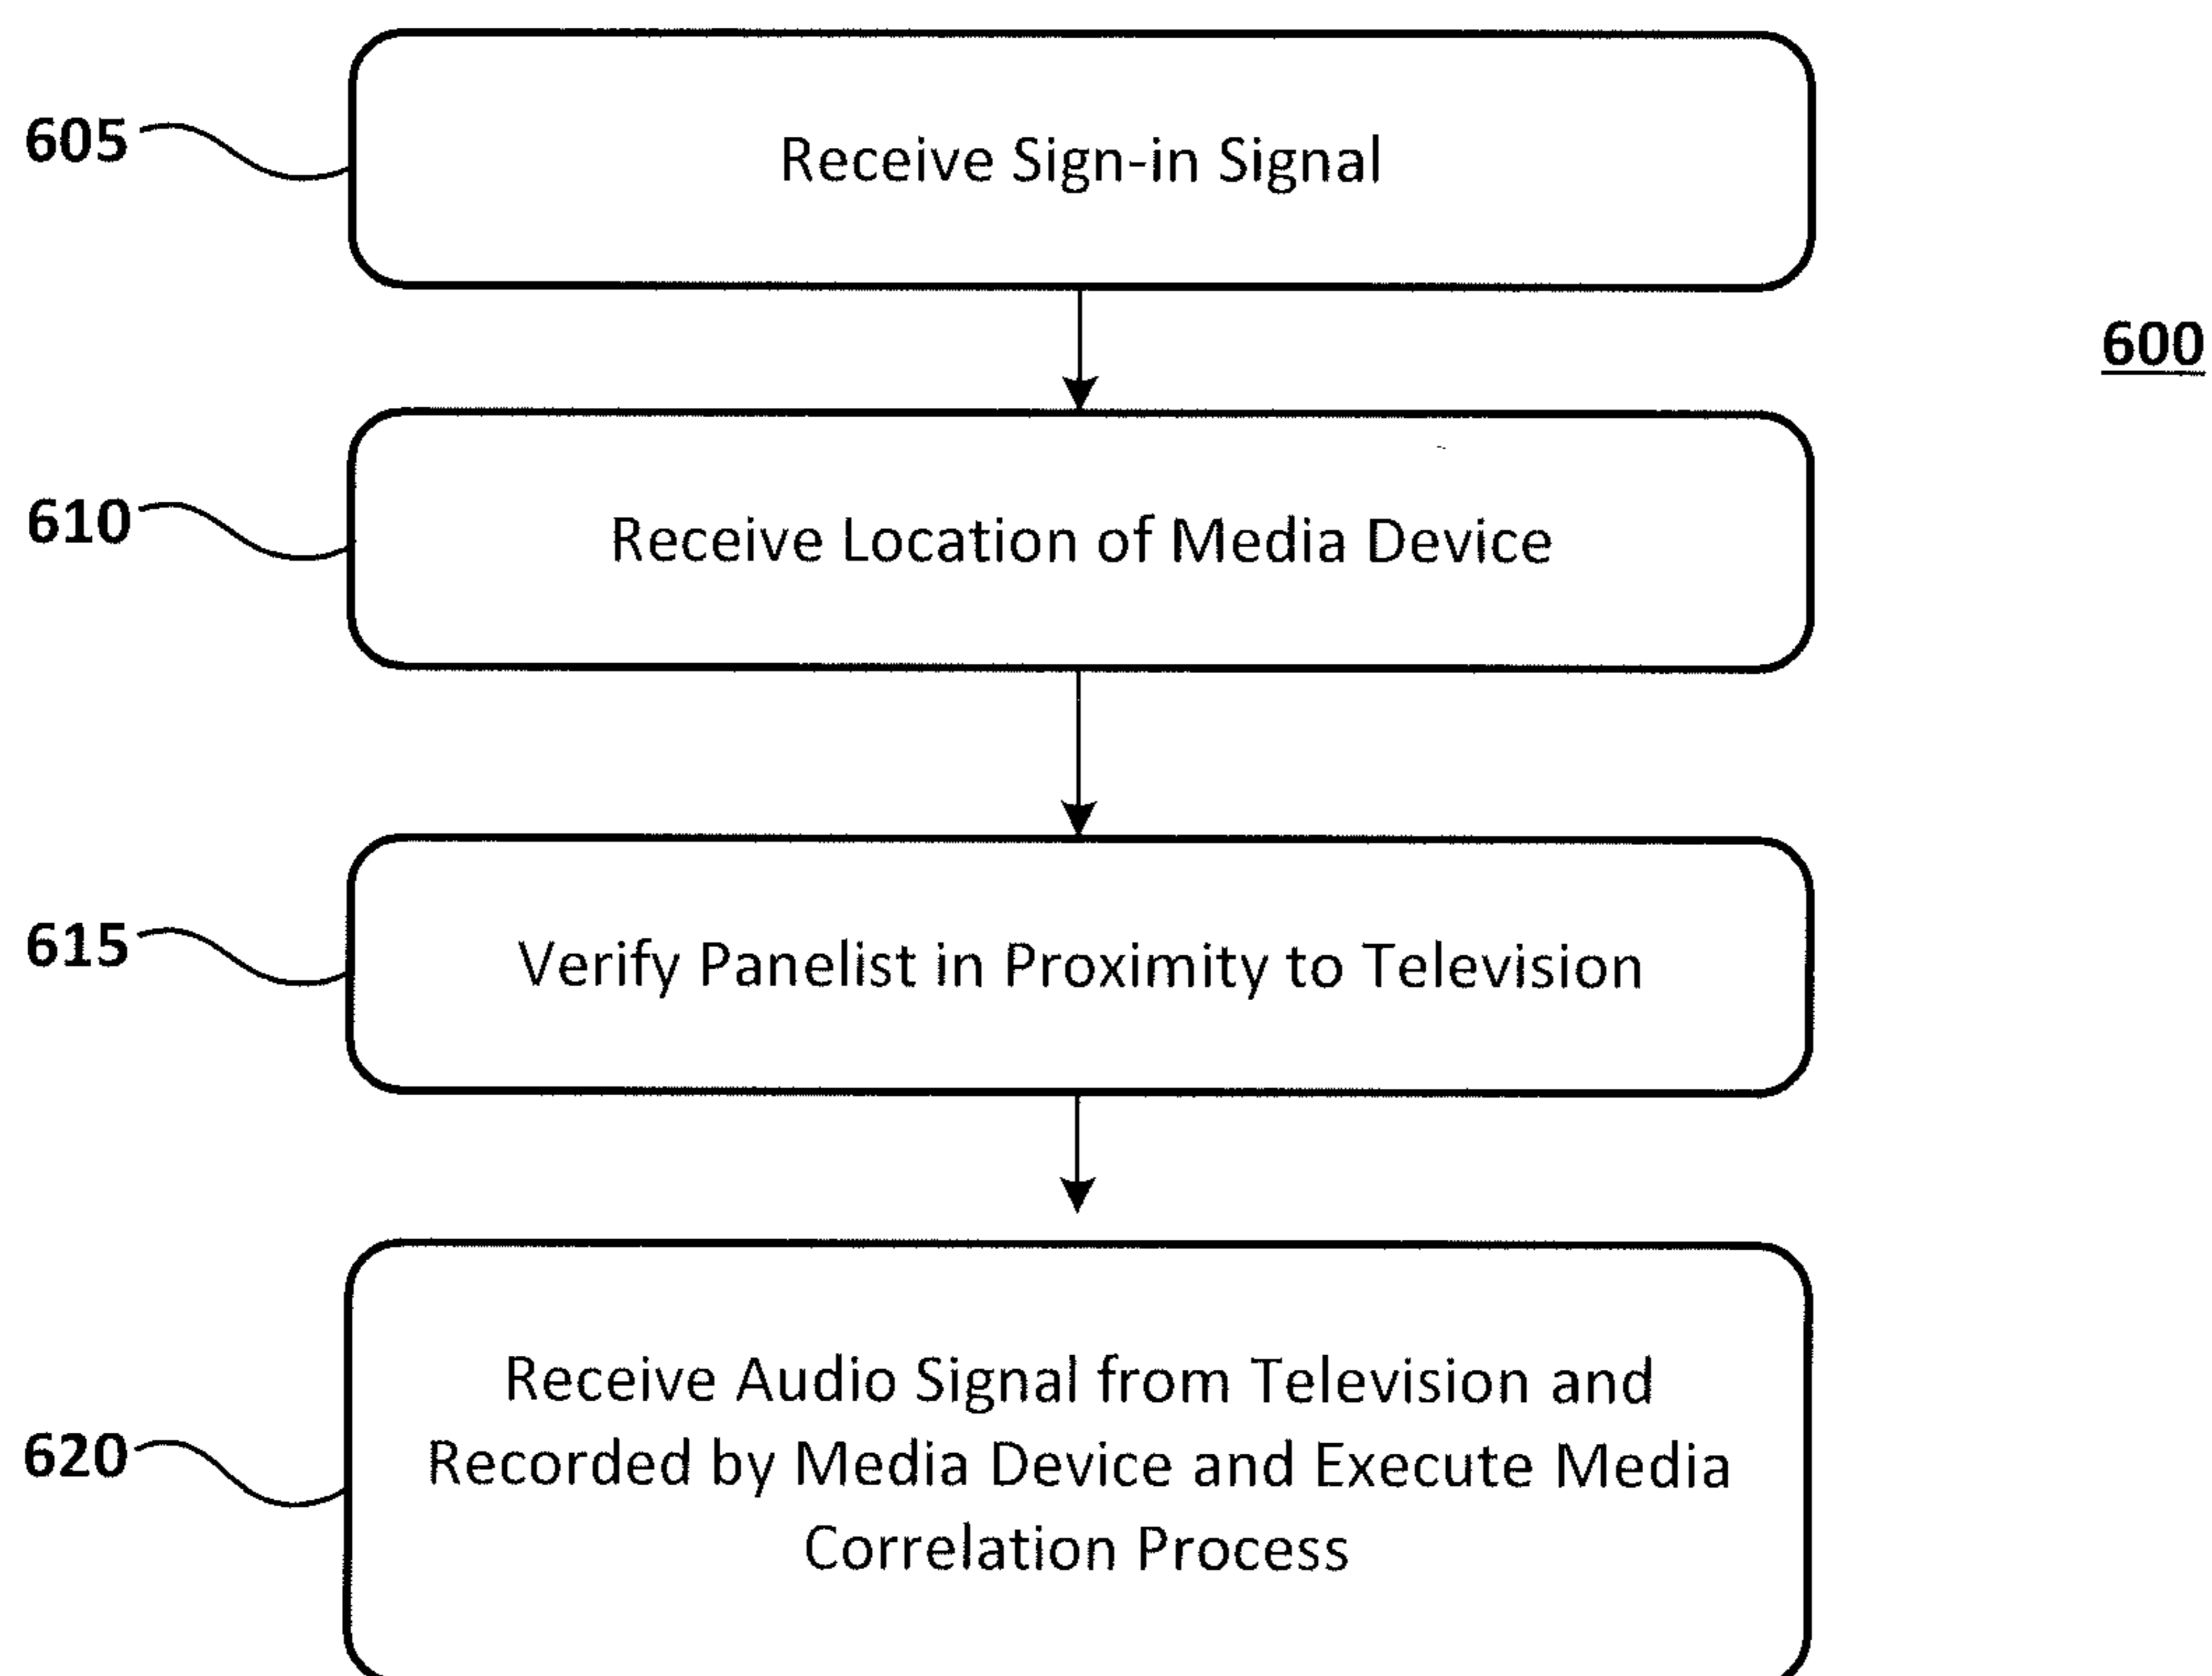 605
Receive Sign-in Signal
600
610
Receive Location of Media Device
615
Verify Panelist in Proximity to Television
620
Receive Audio Signal from Television and
Recorded by Media Device and Execute Media
Correlation Process